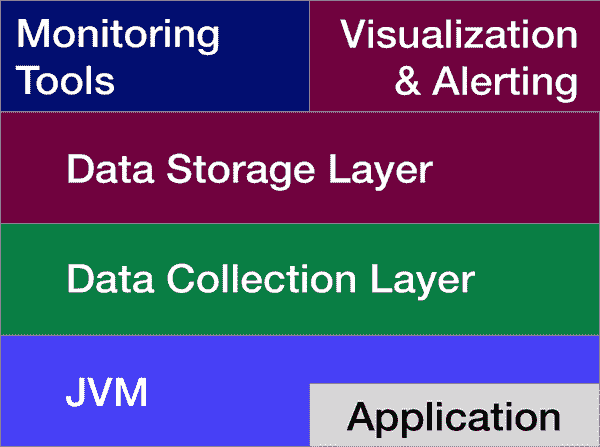 Monitoring
Tools
Visualization
& Alerting
Data Storage Layer
Data Collection Layer
JVM
Application